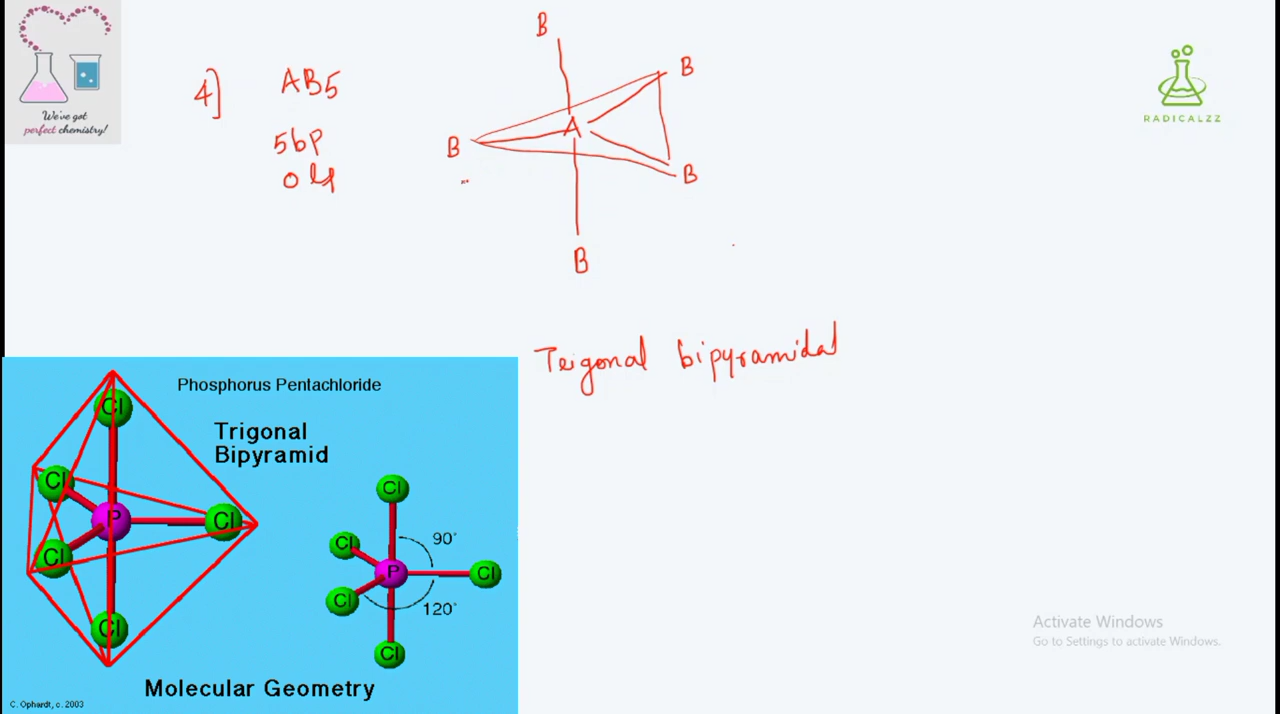 We've got
perfect chemistry!
4]
AB5
5bp
0 lp
B
B
A
B
B
B
RADICALZZ
Trigonal bipyramidal
Phosphorus Pentachloride
Trigonal
Bipyramid
Cl
Cl
P
Cl
Cl
Cl
Cl
90°
Cl
P
Cl
Cl
120°
Cl
Molecular Geometry
C. Ophardt, c. 2003
Activate Windows
Go to Settings to activate Windows.